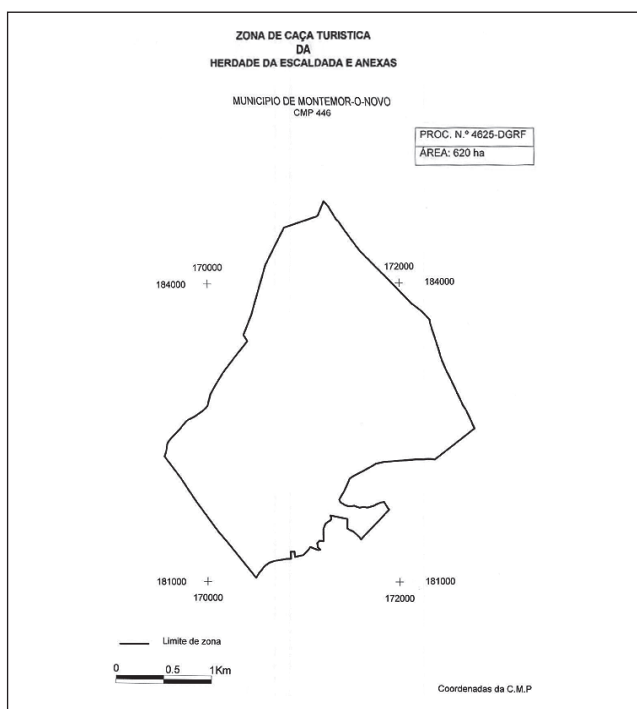 ZONA DE CAÇA TURISTICA
DA
HERDADE DA ESCALDADA E ANEXAS
MUNICIPIO DE MONTEMOR-O-NOVO
CMP 446
PROC. N.º 4625-DGRF
ÁREA: 620 ha
170000
172000
184000
184000
181000
181000
170000
172000
Limite de zona
0 0.5 1Km
Coordenadas da C.M.P